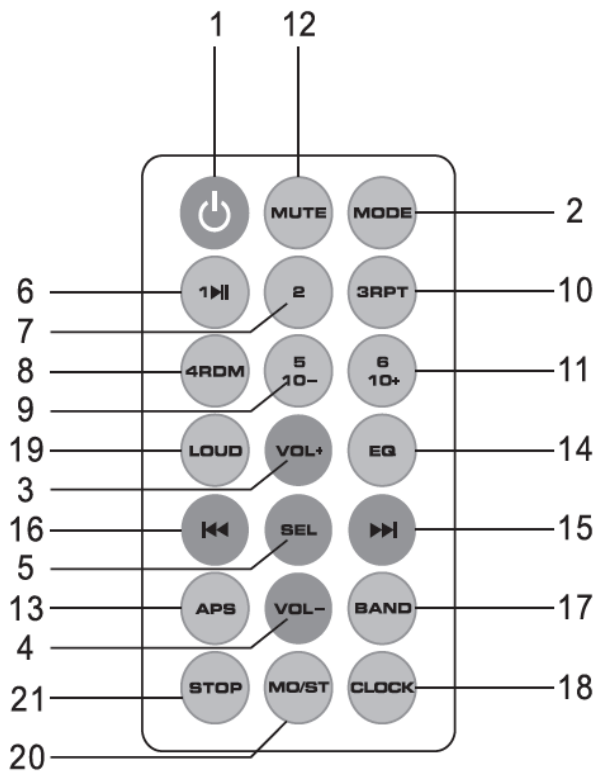 1 12
MUTE MODE 2
6 1 2 3RPT 10
7
8 4RDM 5 6 11
10- 10+
9
19 LOUD VOL+ EQ 14
3
16 SEL 15
5
13 APS VOL- BAND 17
4
21 STOP MO/ST CLOCK 18
20